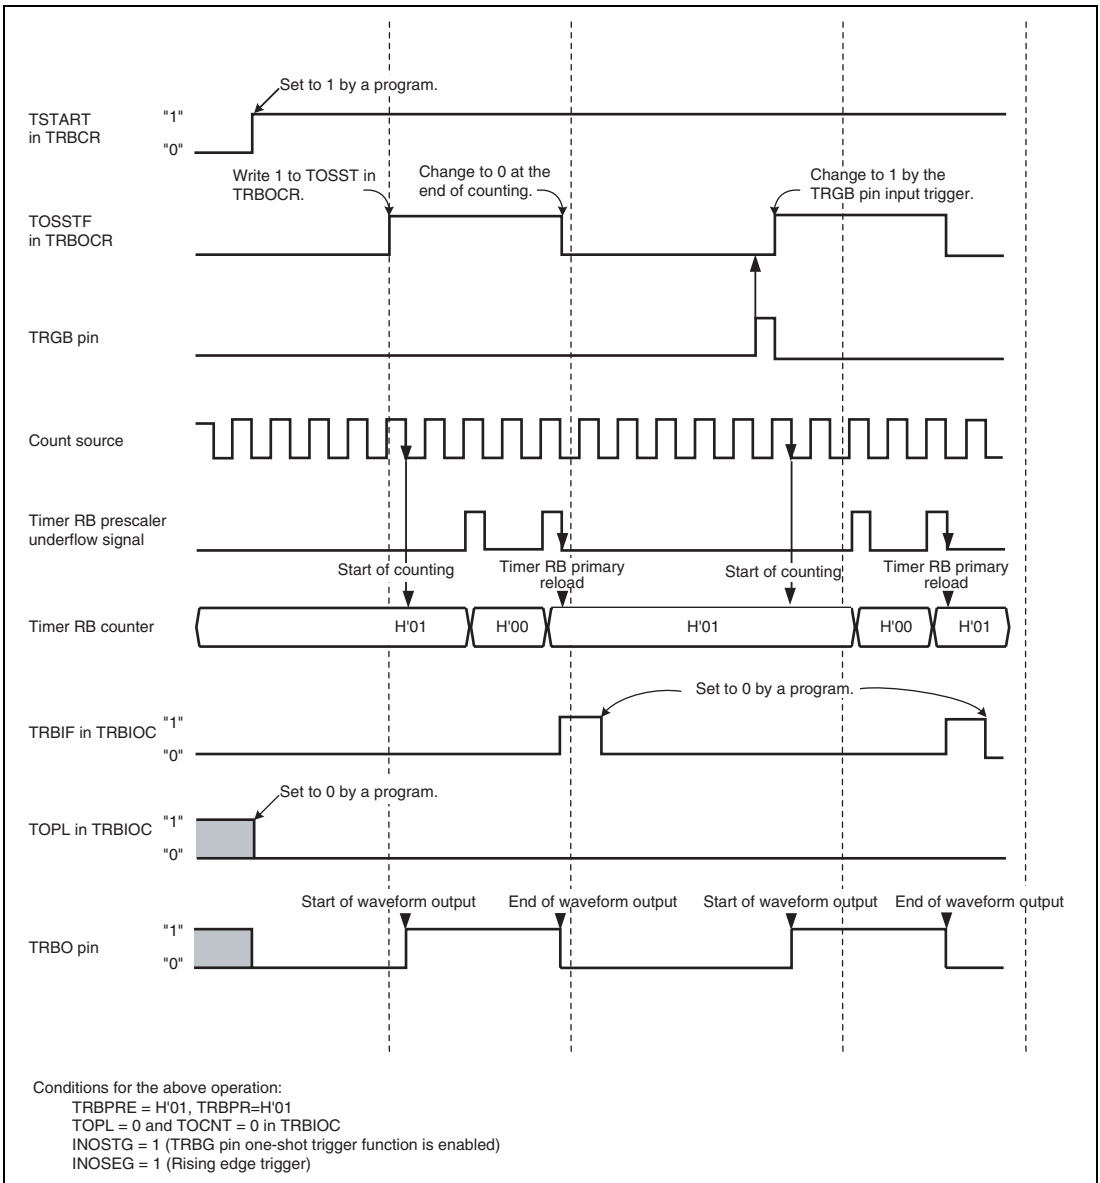 Set to 1 by a program.
TSTART
in TRBCR
"1"
"0"
Write 1 to TOSST in
TRBOCR.
Change to 0 at the
end of counting.
Change to 1 by the
TRGB pin input trigger.
TOSSTF
in TRBOCR
TRGB pin
Count source
Timer RB prescaler
underflow signal
Start of counting
Timer RB primary
reload
Start of counting
Timer RB primary
reload
Timer RB counter
H'01
H'00
H'01
H'00
H'01
Set to 0 by a program.
TRBIF in TRBIOC
"1"
"0"
Set to 0 by a program.
TOPL in TRBIOC
"1"
"0"
Start of waveform output
End of waveform output
Start of waveform output
End of waveform output
TRBO pin
"1"
"0"
Conditions for the above operation:
TRBPRE = H'01, TRBPR=H'01
TOPL = 0 and TOCNT = 0 in TRBIOC
INOSTG = 1 (TRBG pin one-shot trigger function is enabled)
INOSEG = 1 (Rising edge trigger)